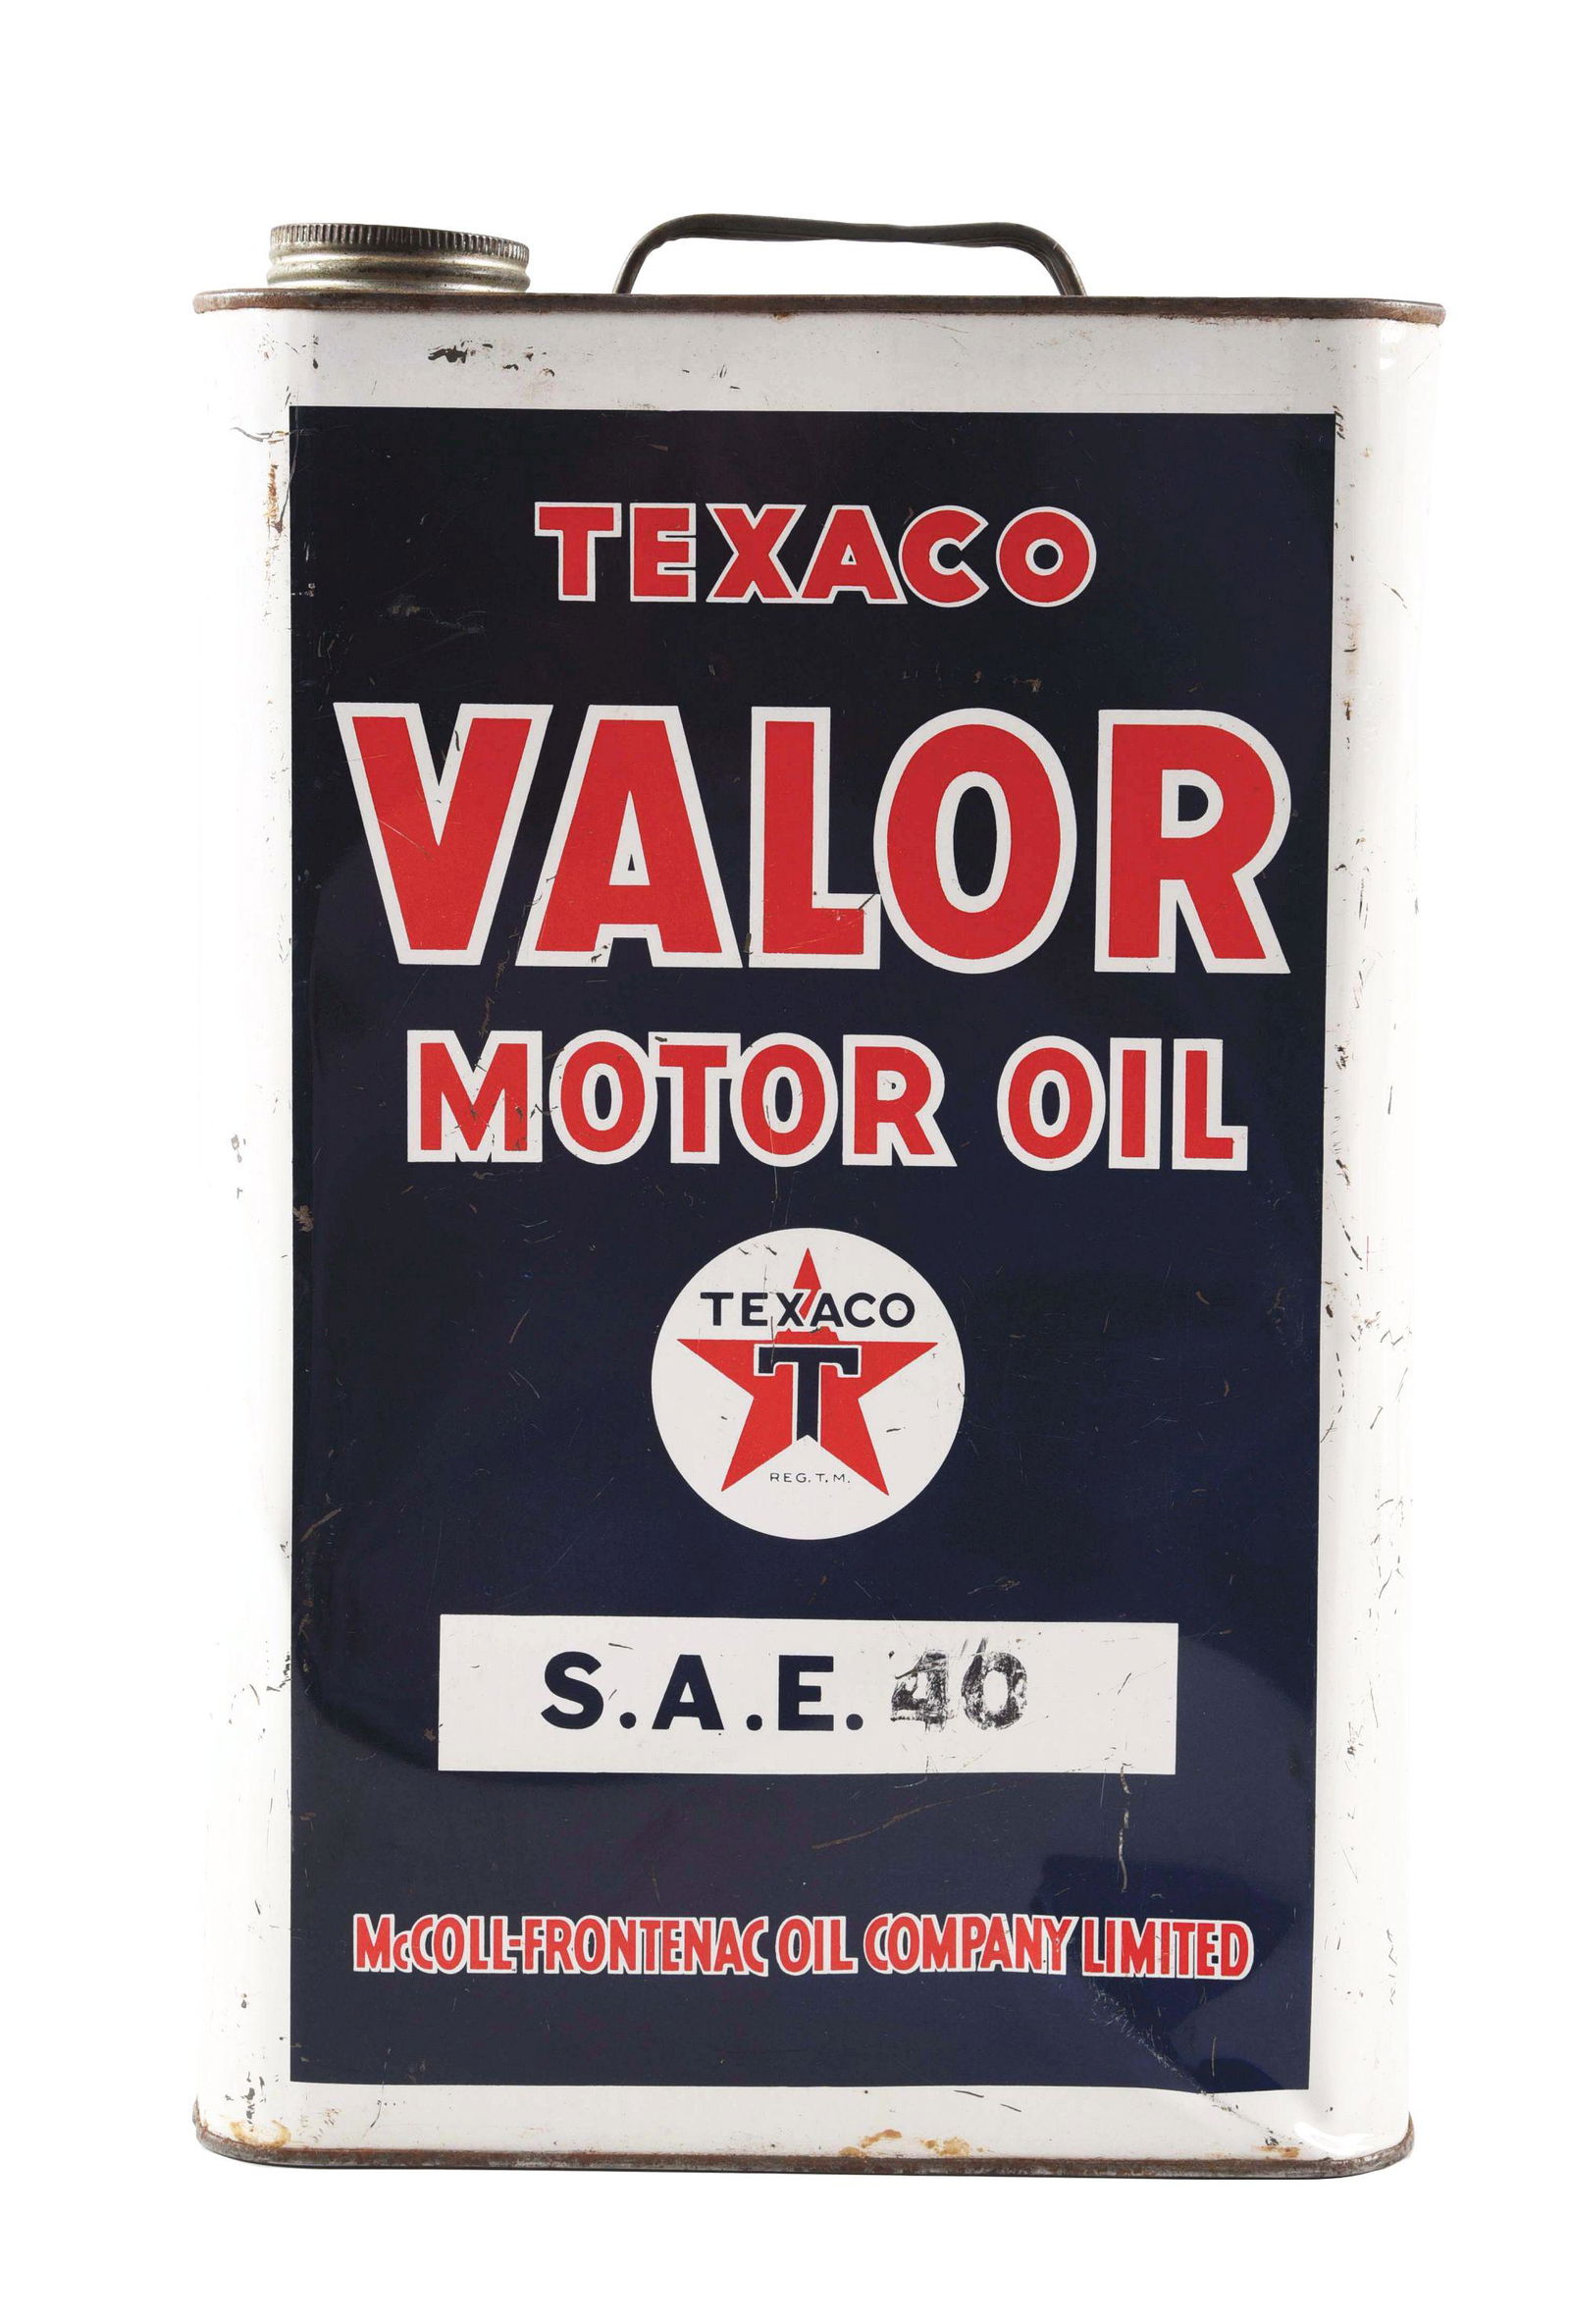 TEXACO
VALOR
MOTOR OIL
TEXACO
T
REG. T. M.
S.A.E. 40
McCOLL-FRONTENAC OIL COMPANY LIMITED